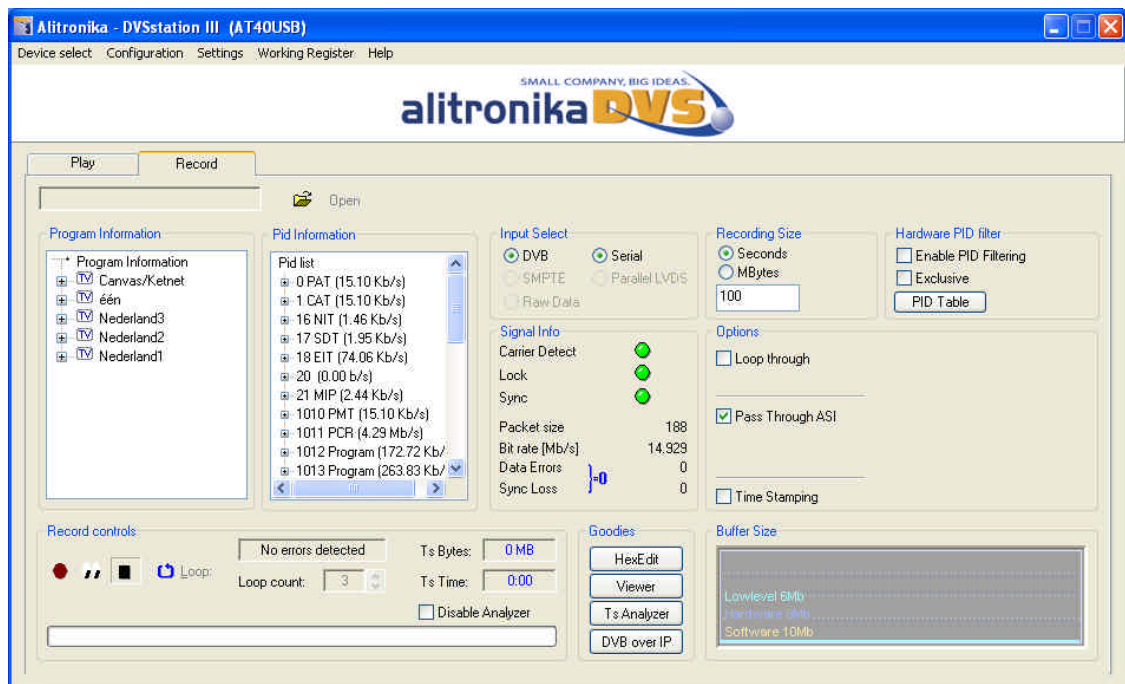 Alitronika - DVSstation III (AT40USB)
Device select Configuration Settings Working Register Help
SMALL COMPANY, BIG IDEAS.
alitronika DVS
Play Record
Open
Program Information
Program Information
TV Canvas/Ketnet
TV één
TV Nederland3
TV Nederland2
TV Nederland1
Pid Information
Pid list
0 PAT (15.10 Kb/s)
1 CAT (15.10 Kb/s)
16 NIT (1.46 Kb/s)
17 SDT (1.95 Kb/s)
18 EIT (74.06 Kb/s)
20 (0.00 b/s)
21 MIP (2.44 Kb/s)
1010 PMT (15.10 Kb/s)
1011 PCR (4.29 Mb/s)
1012 Program (172.72 Kb/
1013 Program (263.83 Kb/
Input Select
DVB Serial
SMPTE Parallel LVDS
Raw Data
Signal Info
Carrier Detect
Lock
Sync
Packet size 188
Bit rate [Mb/s] 14.929
Data Errors 0
}=0
Sync Loss 0
Recording Size
Seconds
MBytes
100
Hardware PID filter
Enable PID Filtering
Exclusive
PID Table
Options
Loop through
Pass Through ASI
Time Stamping
Record controls
Loop:
No errors detected
Loop count: 3
Ts Bytes: 0 MB
Ts Time: 0:00
Disable Analyzer
Goodies
HexEdit
Viewer
Ts Analyzer
DVB over IP
Buffer Size
Lowlevel 6Mb
Software 10Mb